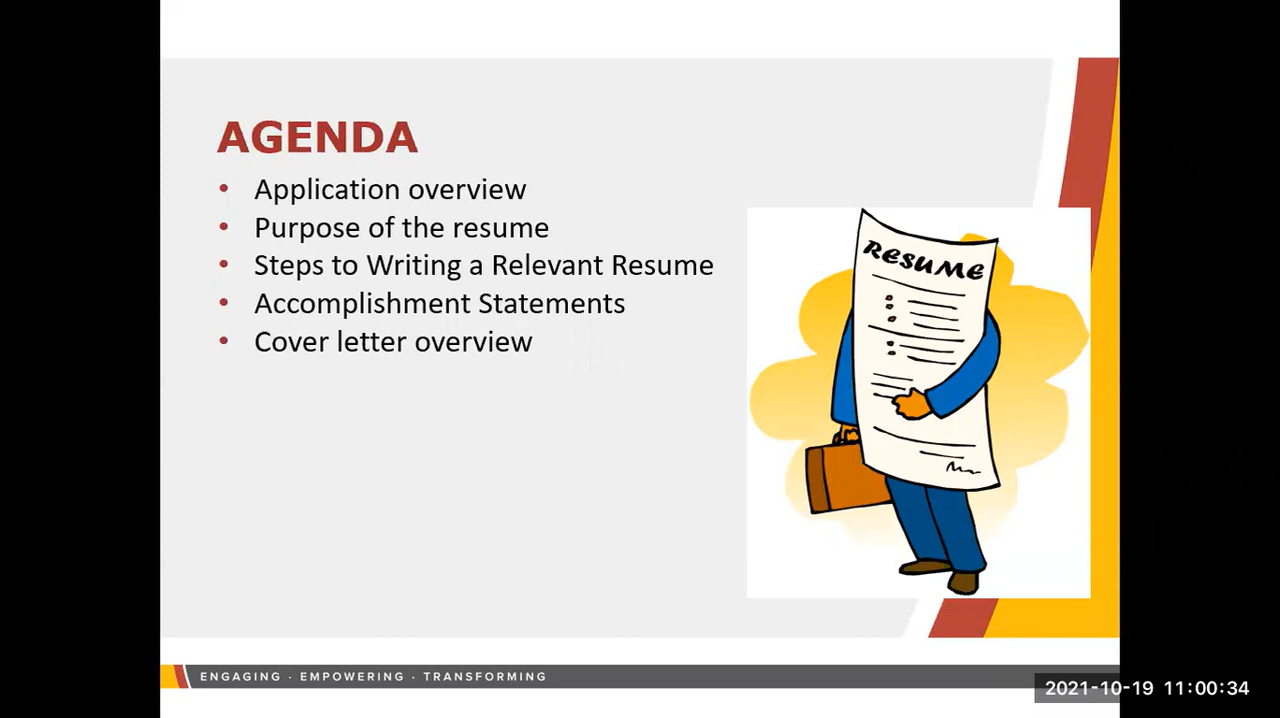 AGENDA
• Application overview
• Purpose of the resume
• Steps to Writing a Relevant Resume
• Accomplishment Statements
• Cover letter overview
RESUME
ENGAGING · EMPOWERING · TRANSFORMING
2021-10-19 11:00:34